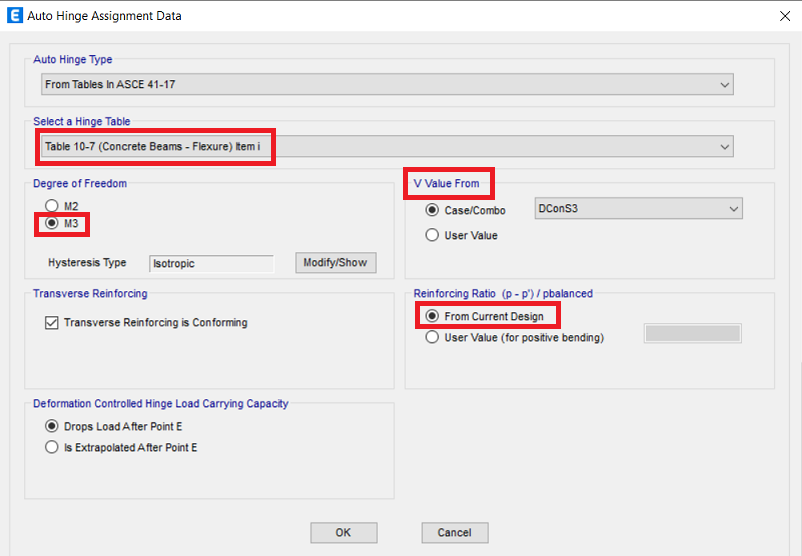 E Auto Hinge Assignment Data
Auto Hinge Type
From Tables In ASCE 41-17
Select a Hinge Table
Table 10-7 (Concrete Beams - Flexure) Item i
Degree of Freedom
M2
M3
Hysteresis Type Isotropic Modify/Show
V Value From
Case/Combo DConS3
User Value
Transverse Reinforcing
Transverse Reinforcing is Conforming
Reinforcing Ratio (p - p') / pbalanced
From Current Design
User Value (for positive bending)
Deformation Controlled Hinge Load Carrying Capacity
Drops Load After Point E
Is Extrapolated After Point E
OK Cancel